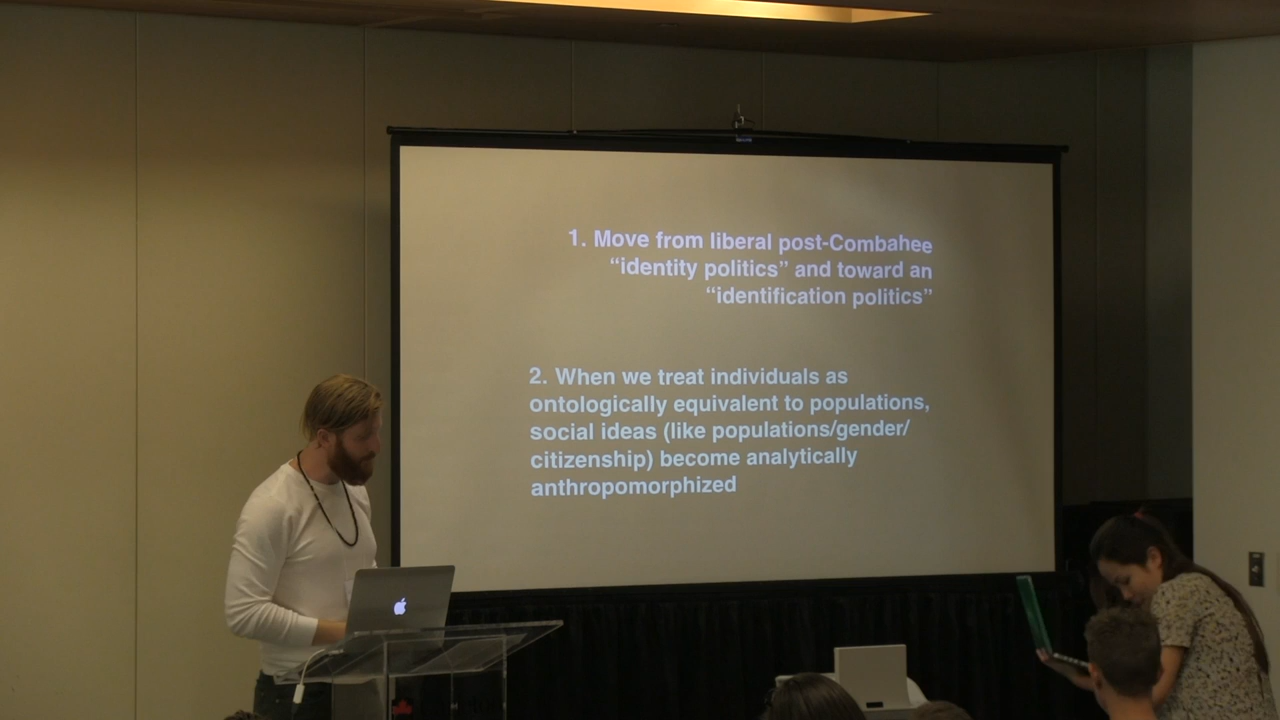 1. Move from liberal post-Combahee
“identity politics” and toward an
“identification politics”
2. When we treat individuals as
ontologically equivalent to populations,
social ideas (like populations/gender/
citizenship) become analytically
anthropomorphized